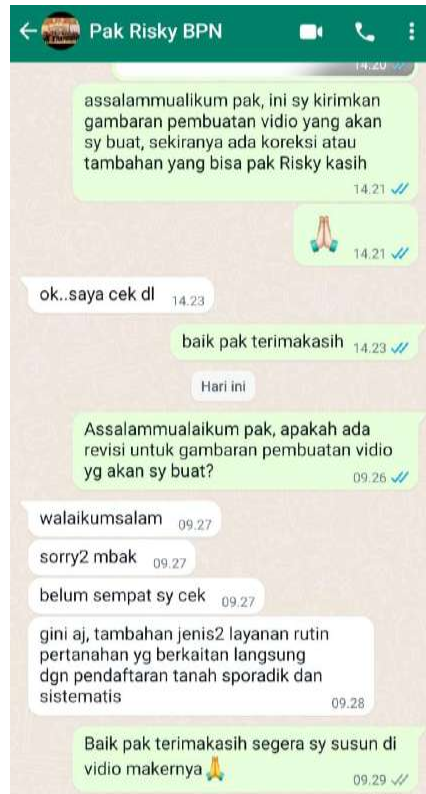 Pak Risky BPN
14.20
assalammualikum pak, ini sy kirimkan
gambaran pembuatan vidio yang akan
sy buat, sekiranya ada koreksi atau
tambahan yang bisa pak Risky kasih
14.21
14.21
ok..saya cek dl 14.23
baik pak terimakasih 14.23
Hari ini
Assalammualaikum pak, apakah ada
revisi untuk gambaran pembuatan vidio
yg akan sy buat?
09.26
walaikumsalam 09.27
sorry2 mbak 09.27
belum sempat sy cek 09.27
gini aj, tambahan jenis2 layanan rutin
pertanahan yg berkaitan langsung
dgn pendaftaran tanah sporadik dan
sistematis
09.28
Baik pak terimakasih segera sy susun di
vidio makernya 🙏
09.29